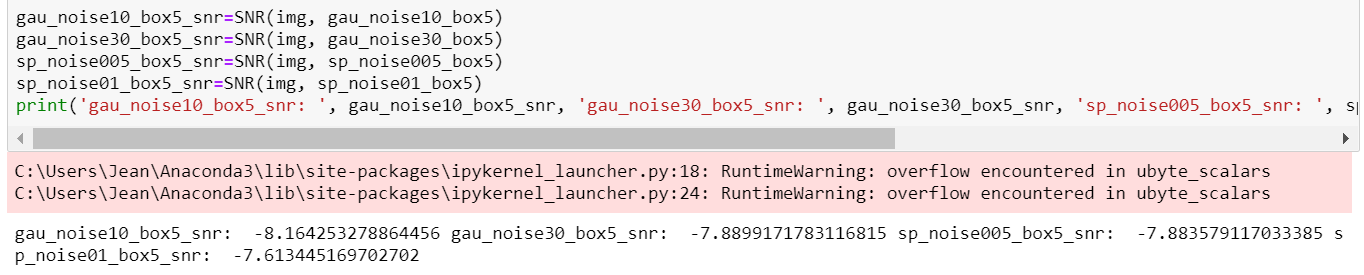 gau_noise10_box5_snr=SNR(img, gau_noise10_box5)
gau_noise30_box5_snr=SNR(img, gau_noise30_box5)
sp_noise005_box5_snr=SNR(img, sp_noise005_box5)
sp_noise01_box5_snr=SNR(img, sp_noise01_box5)
print('gau_noise10_box5_snr: ', gau_noise10_box5_snr, 'gau_noise30_box5_snr: ', gau_noise30_box5_snr, 'sp_noise005_box5_snr: ', sp
C:\Users\Jean\Anaconda3\lib\site-packages\ipykernel_launcher.py:18: RuntimeWarning: overflow encountered in ubyte_scalars
C:\Users\Jean\Anaconda3\lib\site-packages\ipykernel_launcher.py:24: RuntimeWarning: overflow encountered in ubyte_scalars
gau_noise10_box5_snr:  -8.164253278864456 gau_noise30_box5_snr:  -7.8899171783116815 sp_noise005_box5_snr:  -7.883579117033385 s
p_noise01_box5_snr:  -7.613445169702702